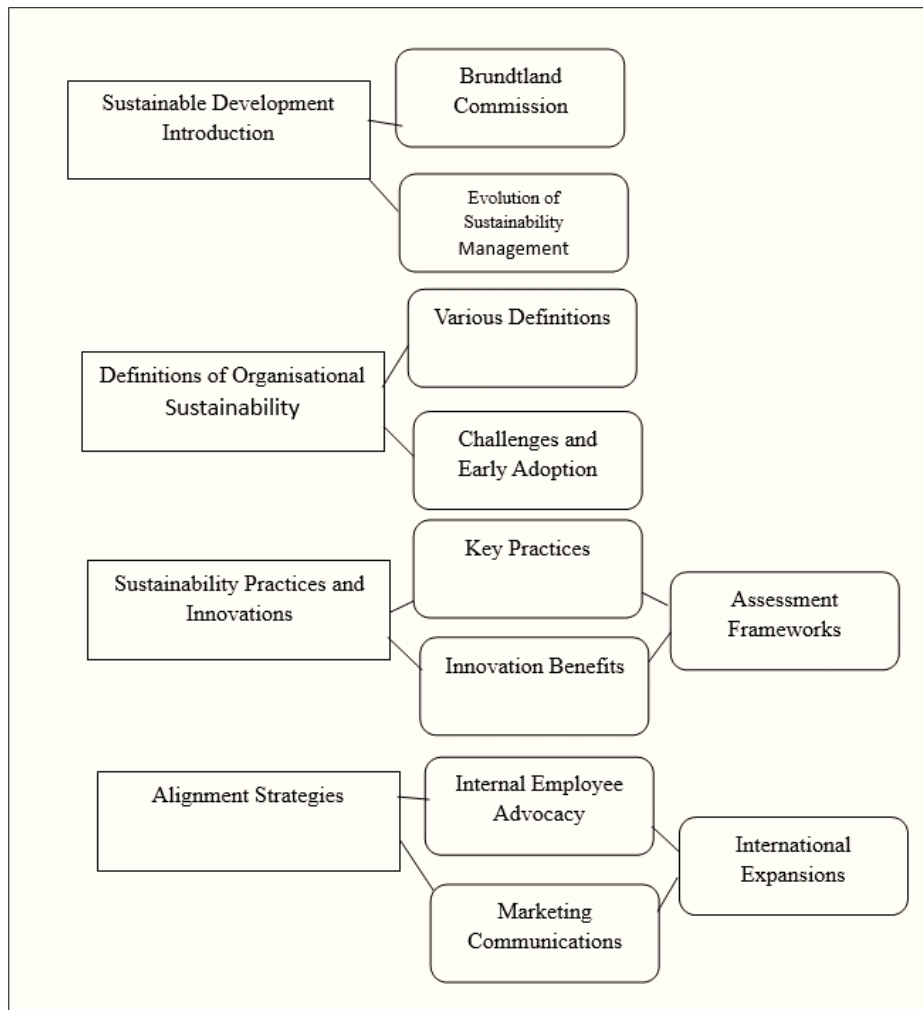 Sustainable Development
Introduction
Brundtland
Commission
Evolution of
Sustainability
Management
Definitions of Organisational
Sustainability
Various Definitions
Challenges and
Early Adoption
Sustainability Practices and
Innovations
Key Practices
Innovation Benefits
Assessment
Frameworks
Alignment Strategies
Internal Employee
Advocacy
Marketing
Communications
International
Expansions